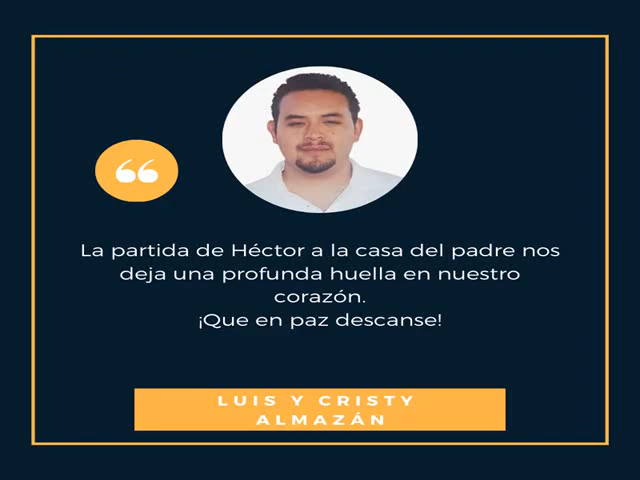 La partida de Héctor a la casa del padre nos
deja una profunda huella en nuestro
corazón.
¡Que en paz descanse!
LUIS Y CRISTY
ALMAZÁN